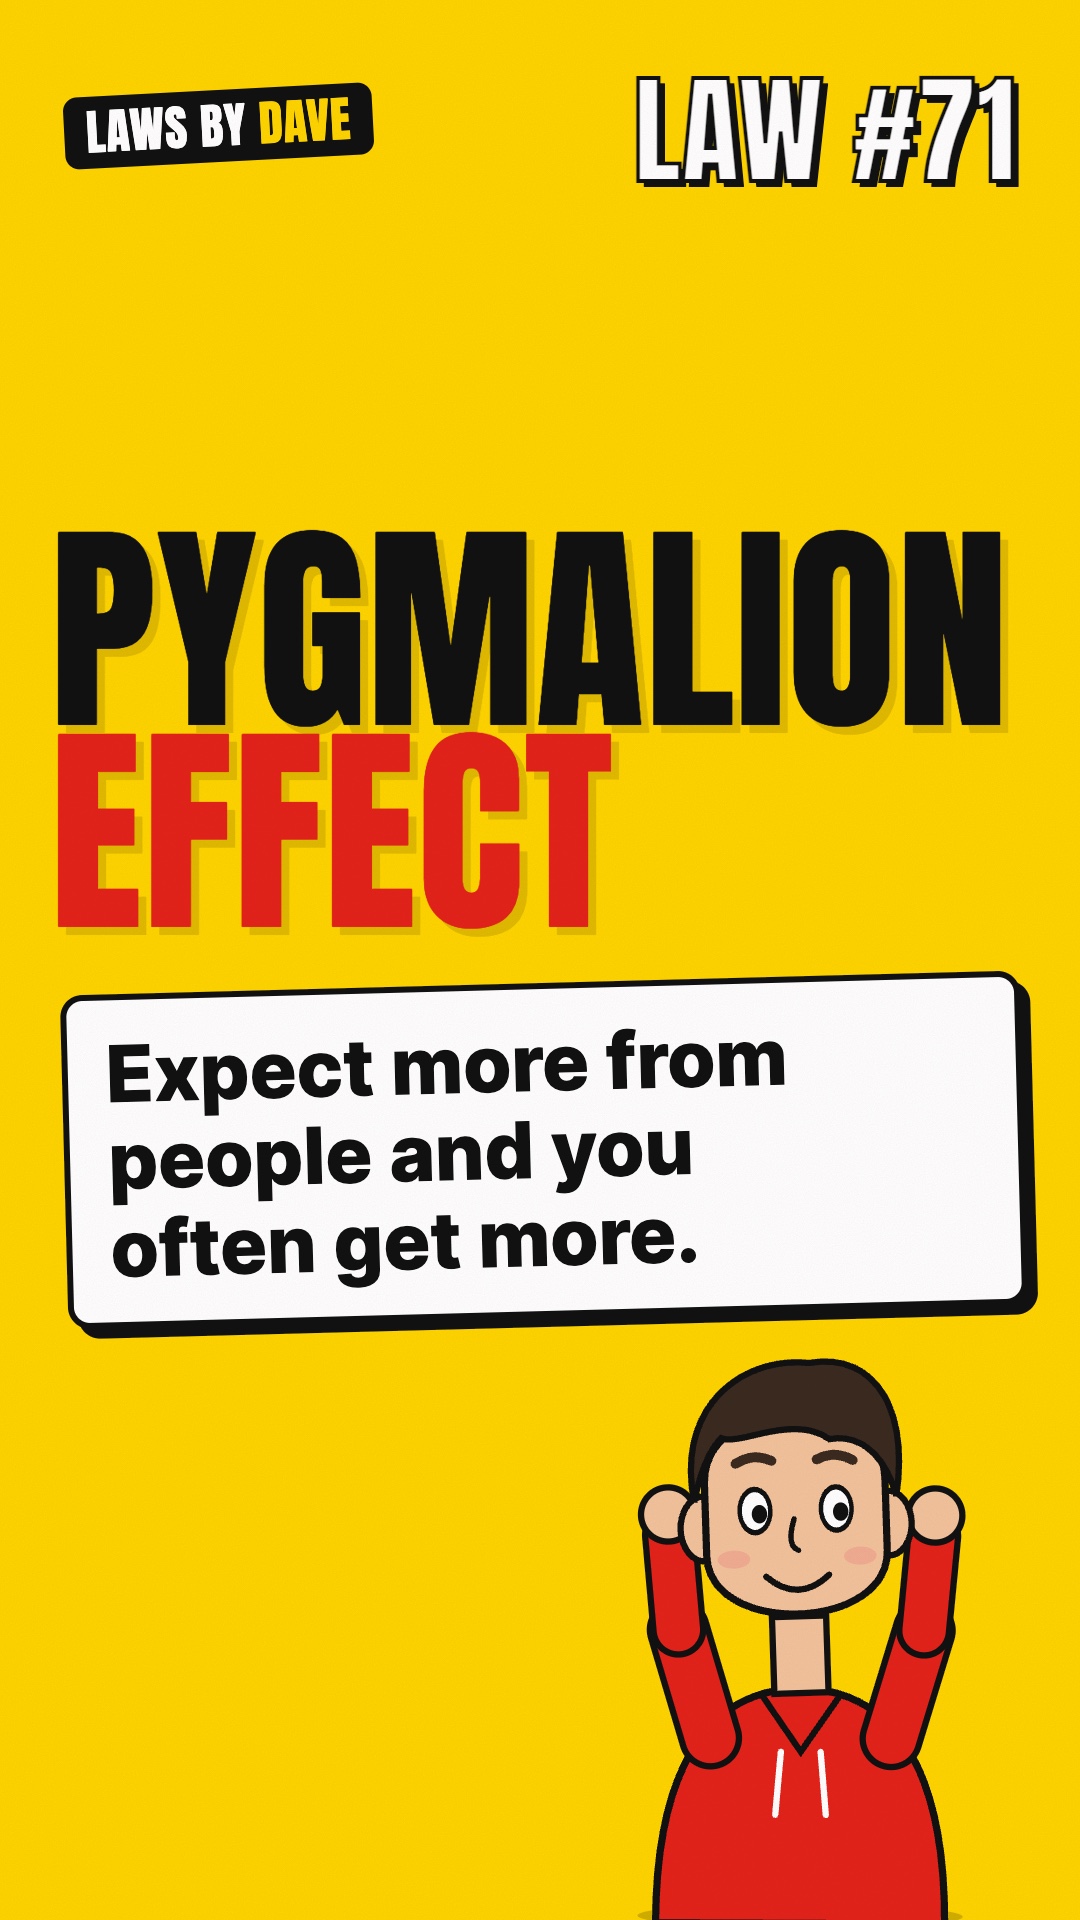 LAWS BY DAVE
LAW #71
PYGMALION
EFFECT
Expect more from
people and you
often get more.